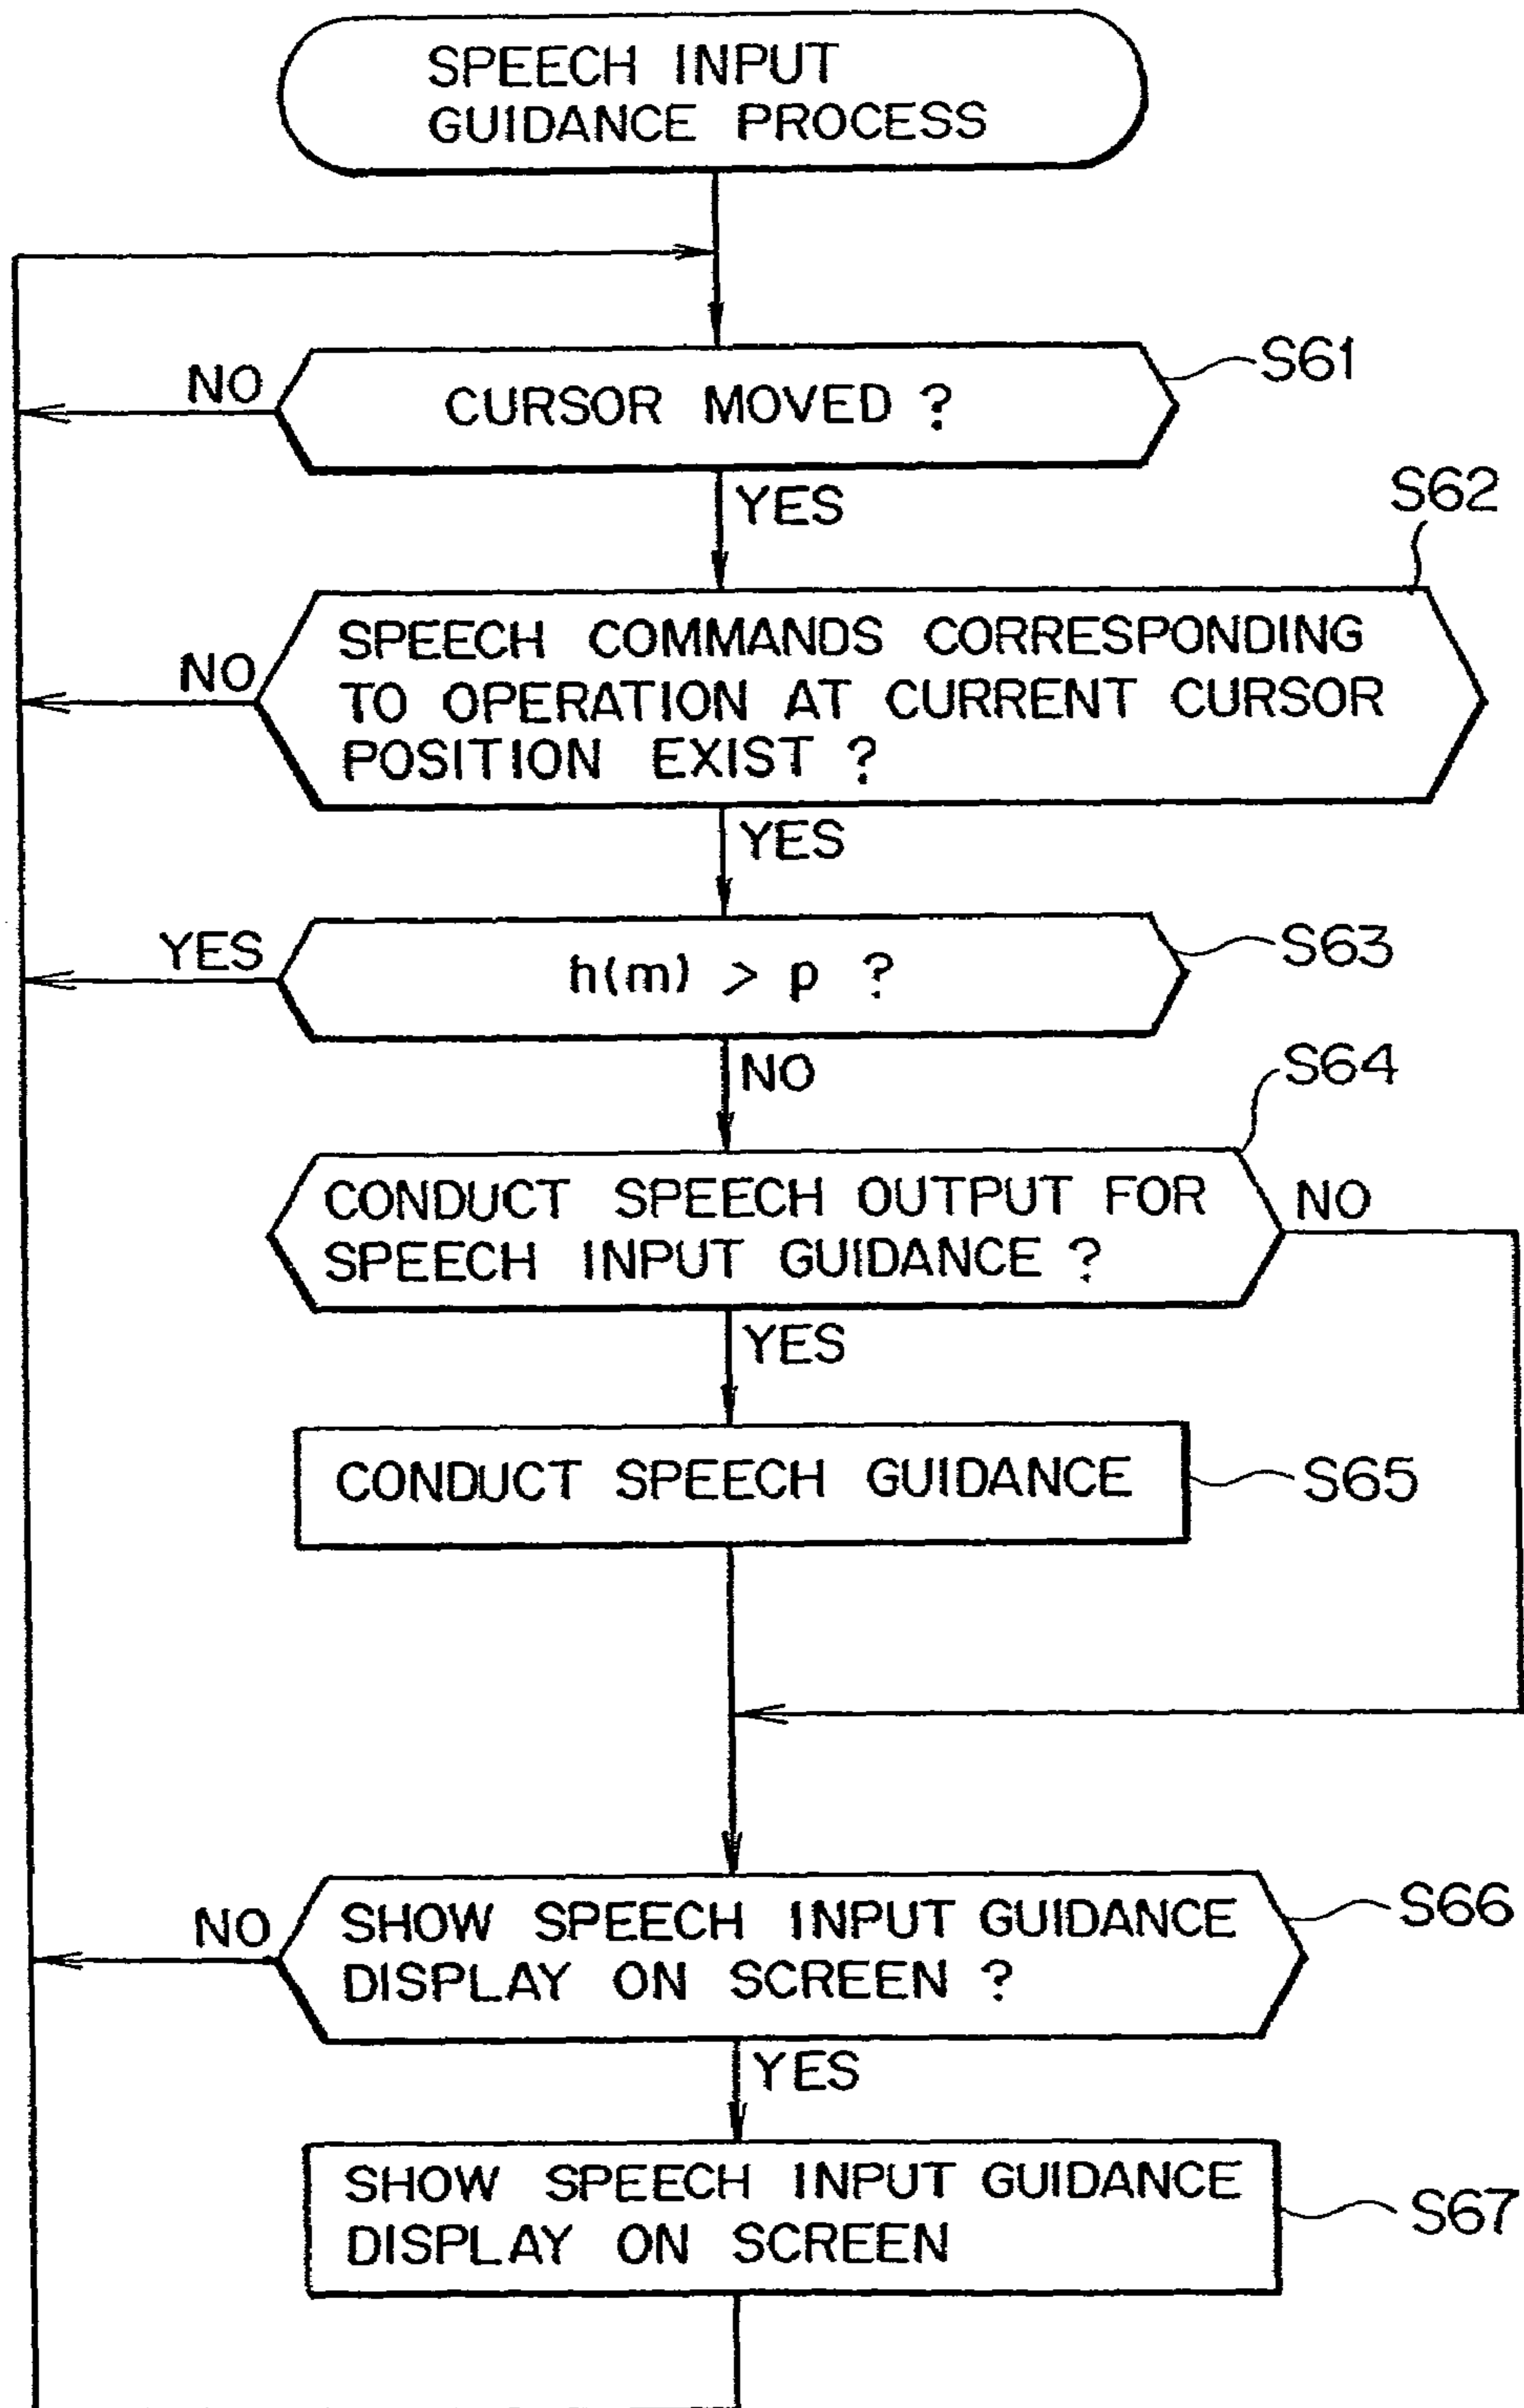 SPEECH INPUT
GUIDANCE PROCESS
S61
NO
CURSOR MOVED ?
YES
S62
NO
SPEECH COMMANDS CORRESPONDING
TO OPERATION AT CURRENT CURSOR
POSITION EXIST ?
YES
S63
YES
h(m) > p ?
NO
S64
CONDUCT SPEECH OUTPUT FOR
SPEECH INPUT GUIDANCE ?
NO
YES
CONDUCT SPEECH GUIDANCE
S65
NO
SHOW SPEECH INPUT GUIDANCE
DISPLAY ON SCREEN ?
S66
YES
SHOW SPEECH INPUT GUIDANCE
DISPLAY ON SCREEN
S67